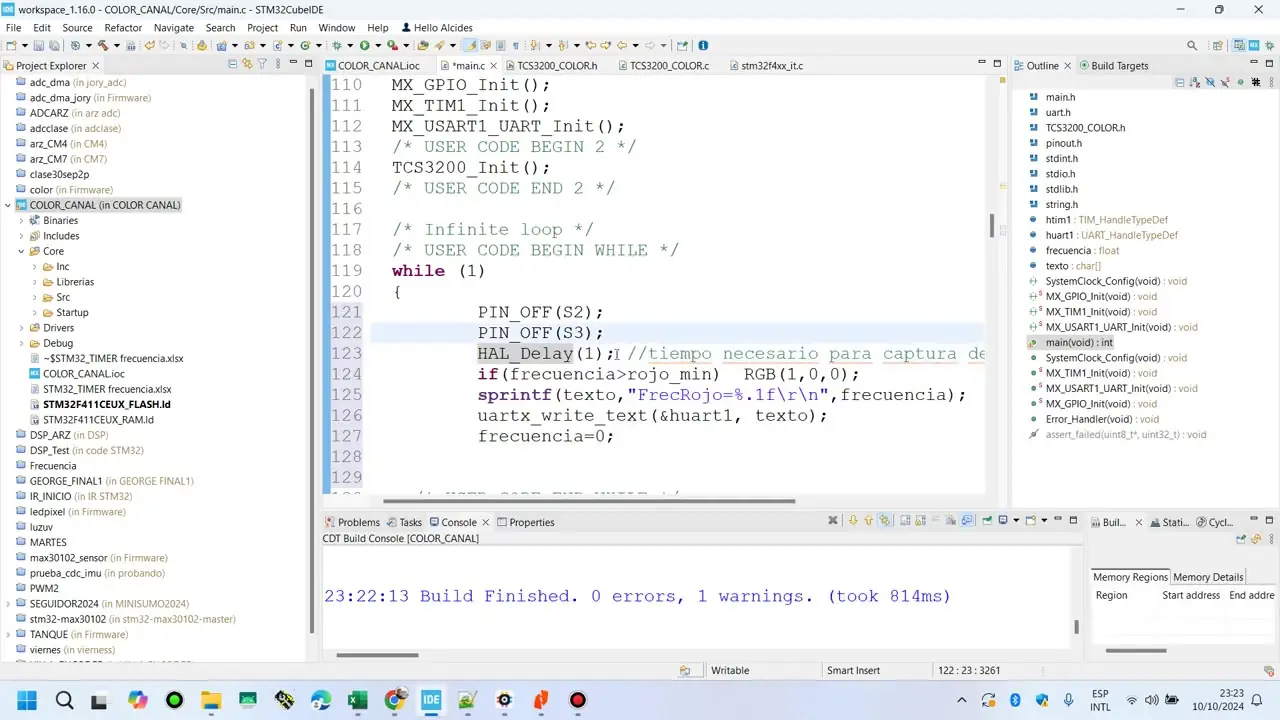 workspace_1.16.0 - COLOR_CANAL/Core/Src/main.c - STM32CubeIDE
File Edit Source Refactor Navigate Search Project Run Window Help Hello Alcides
Project Explorer
adc_dma (in jory_adc)
adc_dma_jory (in Firmware)
ADCARZ (in arz adc)
adcclase (in adclase)
arz_CM4 (in CM4)
arz_CM7 (in CM7)
clase30sep2p
color (in Firmware)
COLOR_CANAL (in COLOR CANAL)
Binaries
Includes
Core
Inc
Librerias
Src
Startup
Drivers
Debug
~$STM32_TIMER frecuencia.xlsx
COLOR_CANAL.ioc
STM32_TIMER frecuencia.xlsx
STM32F411CEUX_FLASH.ld
STM32F411CEUX_RAM.ld
DSP_ARZ (in DSP)
DSP_Test (in code STM32)
Frecuencia
GEORGE_FINAL1 (in GEORGE FINAL1)
IR_INICIO (in IR STM32)
ledpixel (in Firmware)
luzuv
MARTES
max30102_sensor (in Firmware)
prueba_cdc_imu (in probando)
PWM2
SEGUIDOR2024 (in MINISUMO2024)
stm32-max30102 (in stm32-max30102-master)
TANQUE (in Firmware)
viernes (in vierness)
COLOR_CANAL.ioc *main.c TCS3200_COLOR.h TCS3200_COLOR.c stm32f4xx_it.c
110 MX_GPIO_Init();
111 MX_TIM1_Init();
112 MX_USART1_UART_Init();
113 /* USER CODE BEGIN 2 */
114 TCS3200_Init();
115 /* USER CODE END 2 */
116
117 /* Infinite loop */
118 /* USER CODE BEGIN WHILE */
119 while (1)
120 {
121 PIN_OFF(S2);
122 PIN_OFF(S3);
123 HAL_Delay(1); //tiempo necesario para captura de
124 if(frecuencia>rojo_min) RGB(1,0,0);
125 sprintf(texto,"FrecRojo=%.1f\r\n",frecuencia);
126 uartx_write_text(&huart1, texto);
127 frecuencia=0;
128
129
Outline Build Targets
main.h
uart.h
TCS3200_COLOR.h
pinout.h
stdint.h
stdio.h
stdlib.h
string.h
htim1 : TIM_HandleTypeDef
huart1 : UART_HandleTypeDef
frecuencia : float
texto : char[]
SystemClock_Config(void) : void
MX_GPIO_Init(void) : void
MX_TIM1_Init(void) : void
MX_USART1_UART_Init(void) : void
main(void) : int
SystemClock_Config(void) : void
MX_TIM1_Init(void) : void
MX_USART1_UART_Init(void) : void
MX_GPIO_Init(void) : void
Error_Handler(void) : void
assert_failed(uint8_t*, uint32_t) : void
Problems Tasks Console Properties
CDT Build Console [COLOR_CANAL]
23:22:13 Build Finished. 0 errors, 1 warnings. (took 814ms)
Buil... Stati... Cycl...
Memory Regions Memory Details
Region Start address End addre
Writable Smart Insert 122 : 23 : 3261
ESP
INTL
23:23
10/10/2024